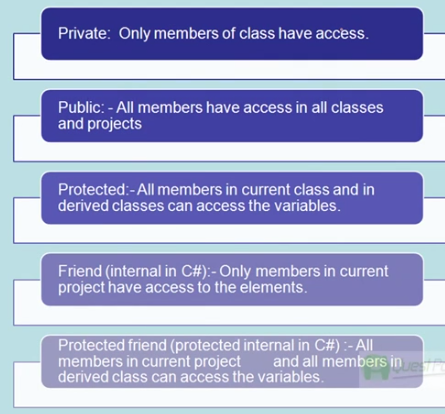 Private:  Only members of class have access.
Public: - All members have access in all classes
and projects
Protected:- All members in current class and in
derived classes can access the variables.
Friend (internal in C#):- Only members in current
project have access to the elements.
Protected friend (protected internal in C#) :- All
members in current project     and all members in
derived class can access the variables.
Quest